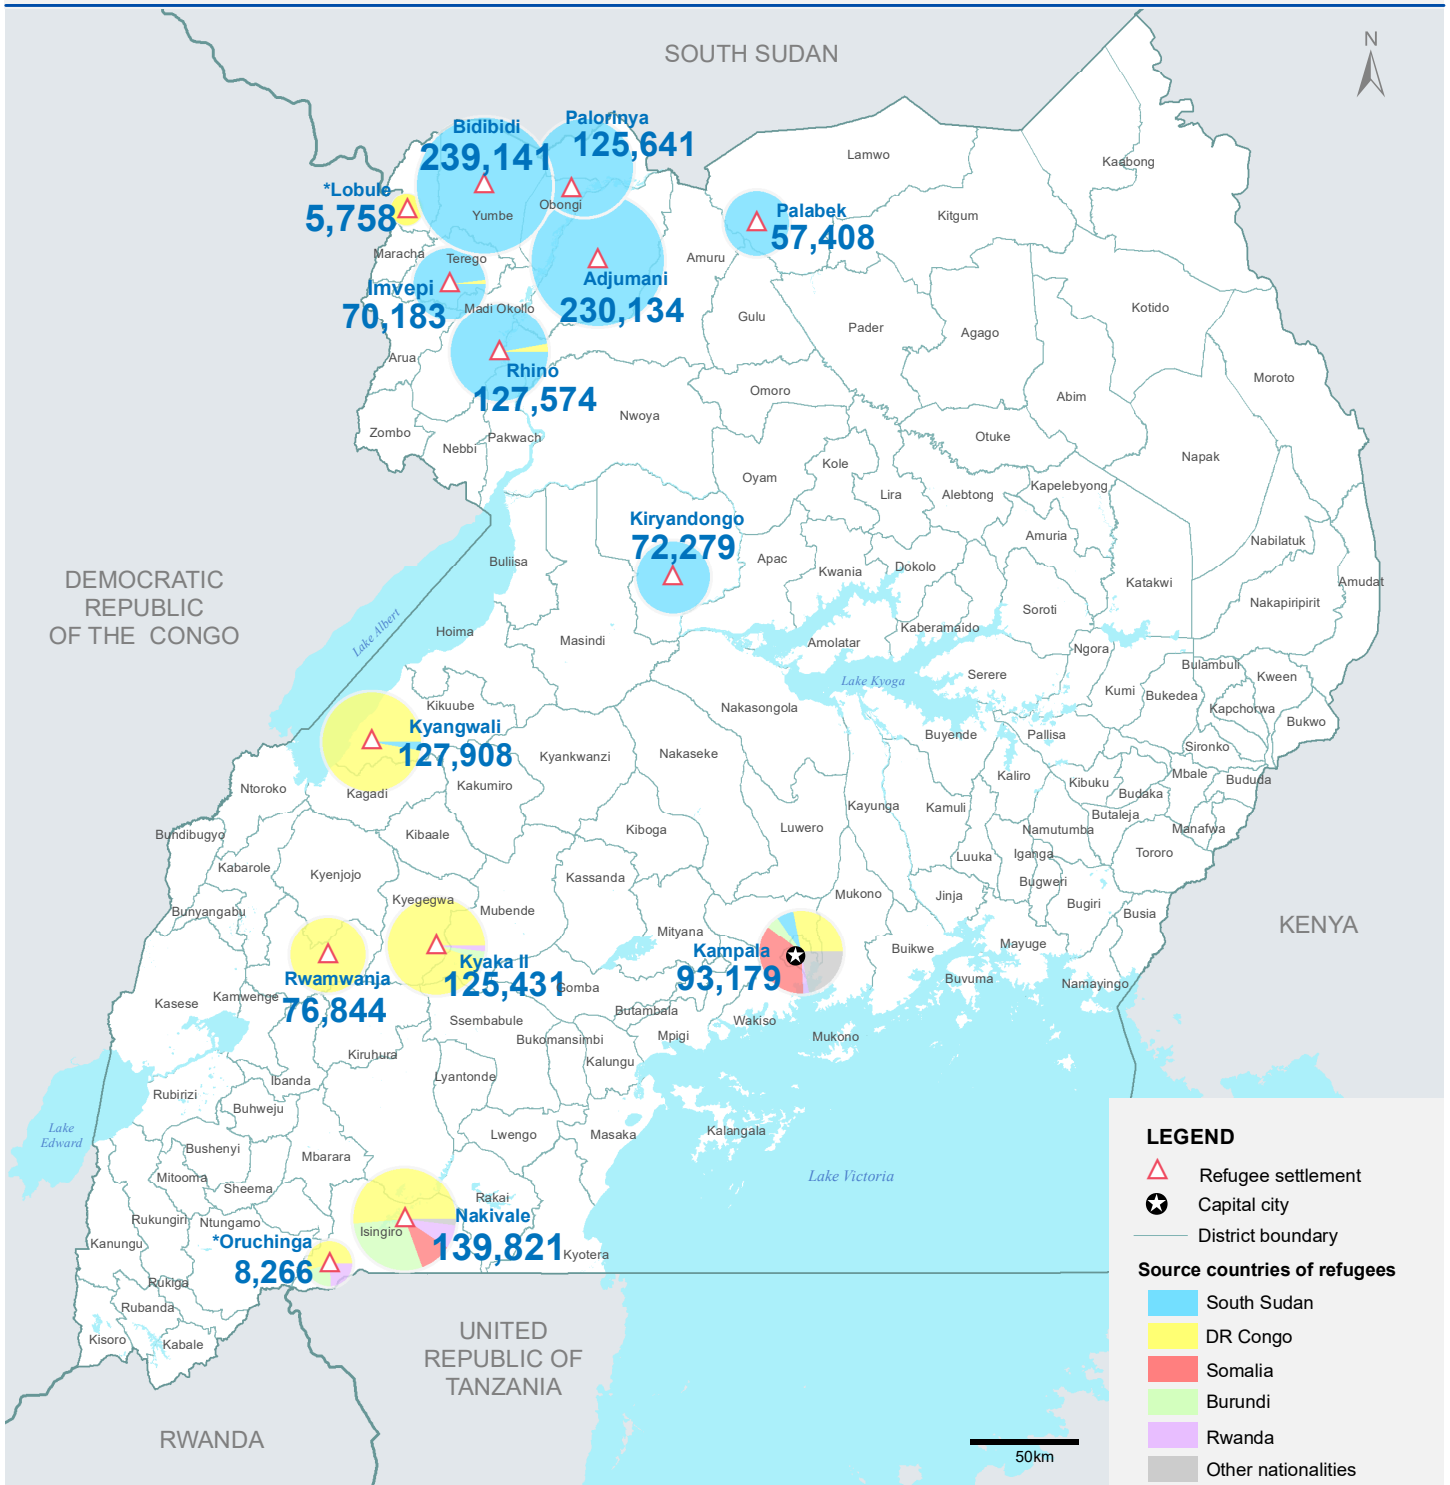 SOUTH SUDAN
N
Bidibidi
239,141
Palorinya
125,641
Lamwo
Kaabong
*Lobule
5,758
Yumbe
Obongi
Palabek
57,408
Kitgum
Maracha
Terego
Amuru
Adjumani
230,134
Imvepi
70,183
Madi Okollo
Gulu
Pader
Agago
Kotido
Arua
Rhino
127,574
Omoro
Abim
Moroto
Nwoya
Zombo
Nebbi
Pakwach
Otuke
Napak
Kole
Oyam
Lira
Alebtong
Kapelebyong
Kiryandongo
72,279
Amuria
Nabilatuk
Buliisa
Apac
Kwania
Dokolo
Katakwi
Amudat
DEMOCRATIC
REPUBLIC
OF THE CONGO
Nakapiripirit
Soroti
Lake Albert
Hoima
Masindi
Kaberamaido
Amolatar
Ngora
Lake Kyoga
Serere
Bulambuli
Kween
Kumi
Bukedea
Kapchorwa
Bukwo
Kikuube
Nakasongola
Kyangwali
127,908
Buyende
Pallisa
Sironko
Kyankwanzi
Nakaseke
Kaliro
Kibuku
Mbale
Bududa
Ntoroko
Kagadi
Kakumiro
Kayunga
Kamuli
Budaka
Butaleja
Bundibugyo
Kibaale
Kiboga
Luwero
Namutumba
Manafwa
Kabarole
Kyenjojo
Luuka
Iganga
Tororo
Kassanda
Bugweri
Kyegegwa
Mubende
Mukono
Jinja
Bugiri
Busia
Bunyangabu
KENYA
Mityana
Kampala
93,179
Buikwe
Mayuge
Rwamwanja
76,844
Kyaka II
125,431
Gomba
Buvuma
Namayingo
Kasese
Kamwenge
Butambala
Ssembabule
Wakiso
Bukomansimbi
Mpigi
Mukono
Kiruhura
Kalungu
Ibanda
Lyantonde
Rubirizi
Buhweju
Lake
Edward
Bushenyi
Lwengo
Masaka
Kalangala
LEGEND
Mbarara
Mitooma
Sheema
Lake Victoria
Refugee settlement
Rakai
Capital city
Rukungiri
Ntungamo
Isingiro
Nakivale
139,821
Kanungu
*Oruchinga
8,266
Kyotera
District boundary
Rukiga
Source countries of refugees
Rubanda
South Sudan
Kisoro
Kabale
UNITED
REPUBLIC OF
TANZANIA
DR Congo
Somalia
Burundi
RWANDA
Rwanda
50km
Other nationalities